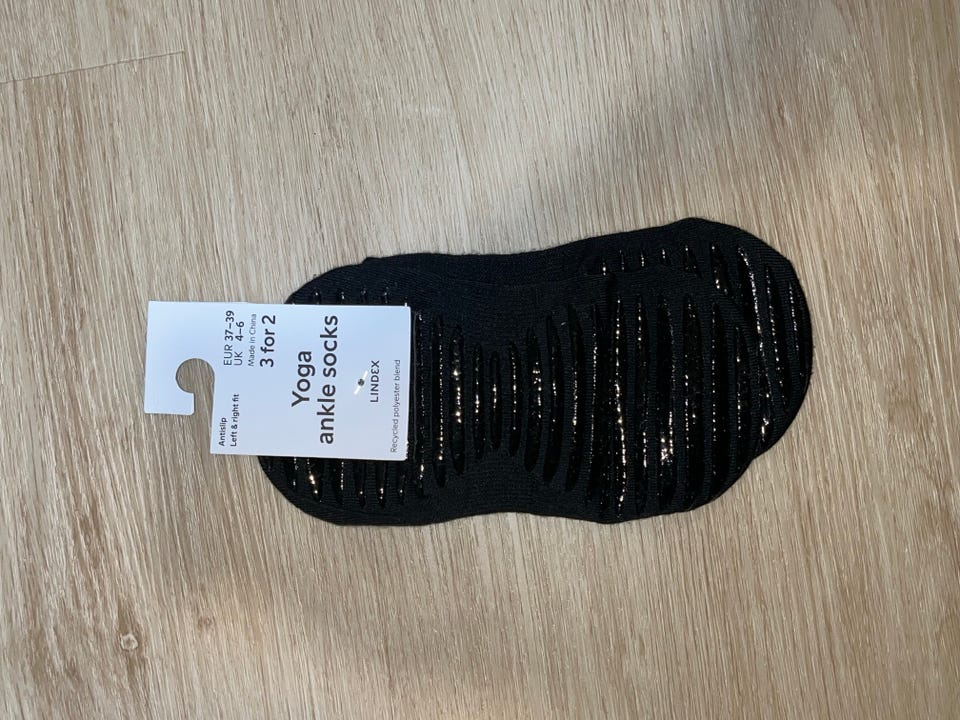 Antislip
Left & right fit
EUR 37–39
UK 4–6
Made in China
3 for 2
Yoga
ankle socks
LINDEX
Recycled polyester blend